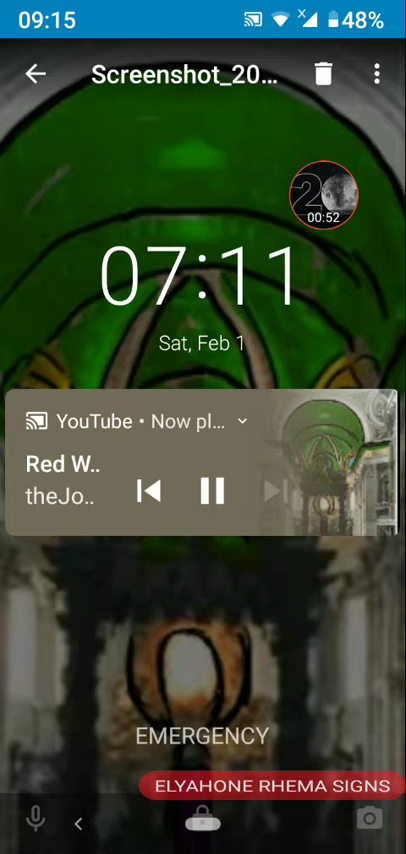 09:15
x
48%
Screenshot_20...
20
00:52
07:11
Sat, Feb 1
YouTube • Now pl...
Red W..
theJo..
EMERGENCY
ELYAHONE RHEMA SIGNS